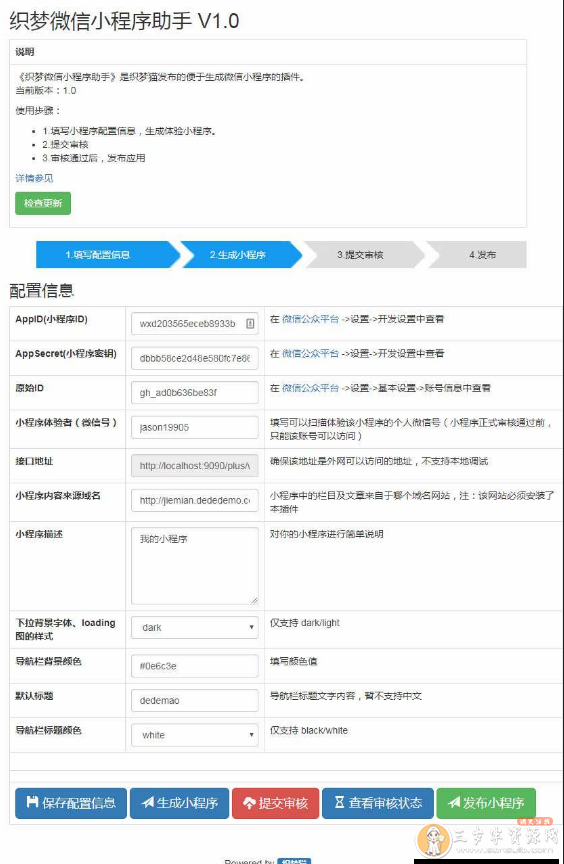 织梦微信小程序助手 V1.0
说明
《织梦微信小程序助手》是织梦猫发布的便于生成微信小程序的插件。
当前版本：1.0
使用步骤：
1.填写小程序配置信息，生成体验小程序。
2.提交审核
3.审核通过后，发布应用
详情参见
检查更新
1.填写配置信息 2.生成小程序 3.提交审核 4.发布
配置信息
AppID(小程序ID) wxd203565eceb8933b 在 微信公众平台 ->设置->开发设置中查看
AppSecret(小程序密钥) 在 微信公众平台 ->设置->开发设置中查看
原始ID gh_ad0b636be83f 在 微信公众平台 ->设置->基本设置->账号信息中查看
小程序体验者（微信号） jason19905 填写可以扫描体验该小程序的个人微信号（小程序正式审核通过前，
只能该账号可以访问）
接口地址 http://localhost:9090/plus/ 确保该地址是外网可以访问的地址，不支持本地调试
小程序内容来源域名 http://jiemian.dededemo.c 小程序中的栏目及文章来自于哪个域名网站，注：该网站必须安装了
本插件
小程序描述 我的小程序 对你的小程序进行简单说明
下拉背景字体、loading
图的样式 dark 仅支持 dark/light
导航栏背景颜色 #0e6c3e 填写颜色值
默认标题 dedemao 导航栏标题文字内容，暂不支持中文
导航栏标题颜色 white 仅支持 black/white
保存配置信息 生成小程序 提交审核 查看审核状态 发布小程序
三步学资源网
Powered by 织梦猫